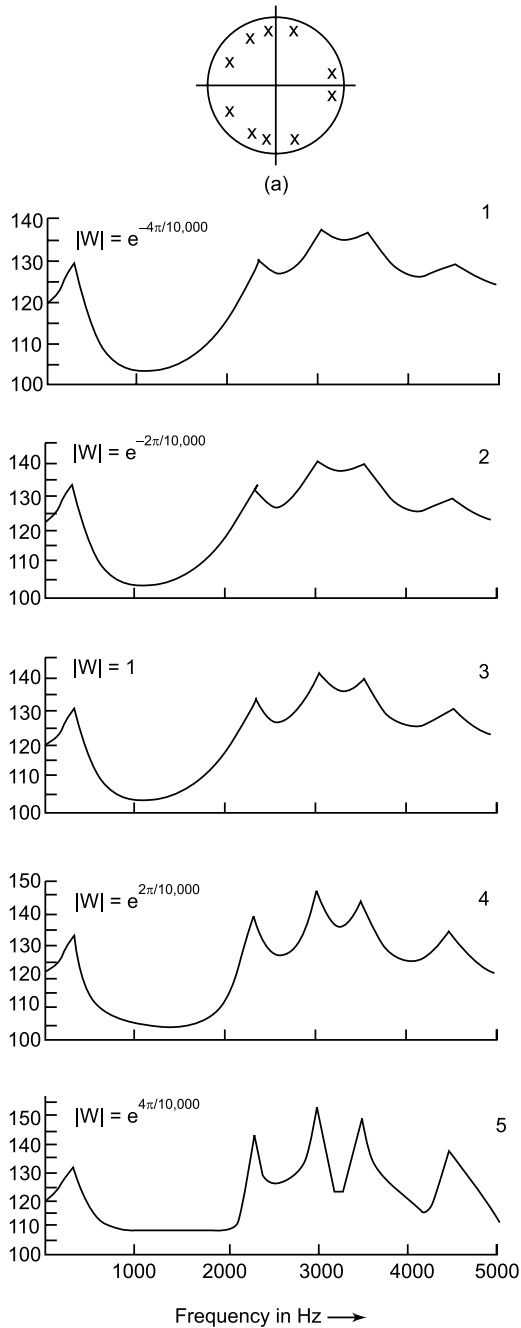 x x x
x x x
x x
x x x
(a)
140 |W| = e^–4π/10,000 1
130
120
110
100
140 |W| = e^–2π/10,000 2
130
120
110
100
140 |W| = 1 3
130
120
110
100
150
140 |W| = e^2π/10,000 4
130
120
110
100
150 |W| = e^4π/10,000 5
140
130
120
110
100
1000 2000 3000 4000 5000
Frequency in Hz